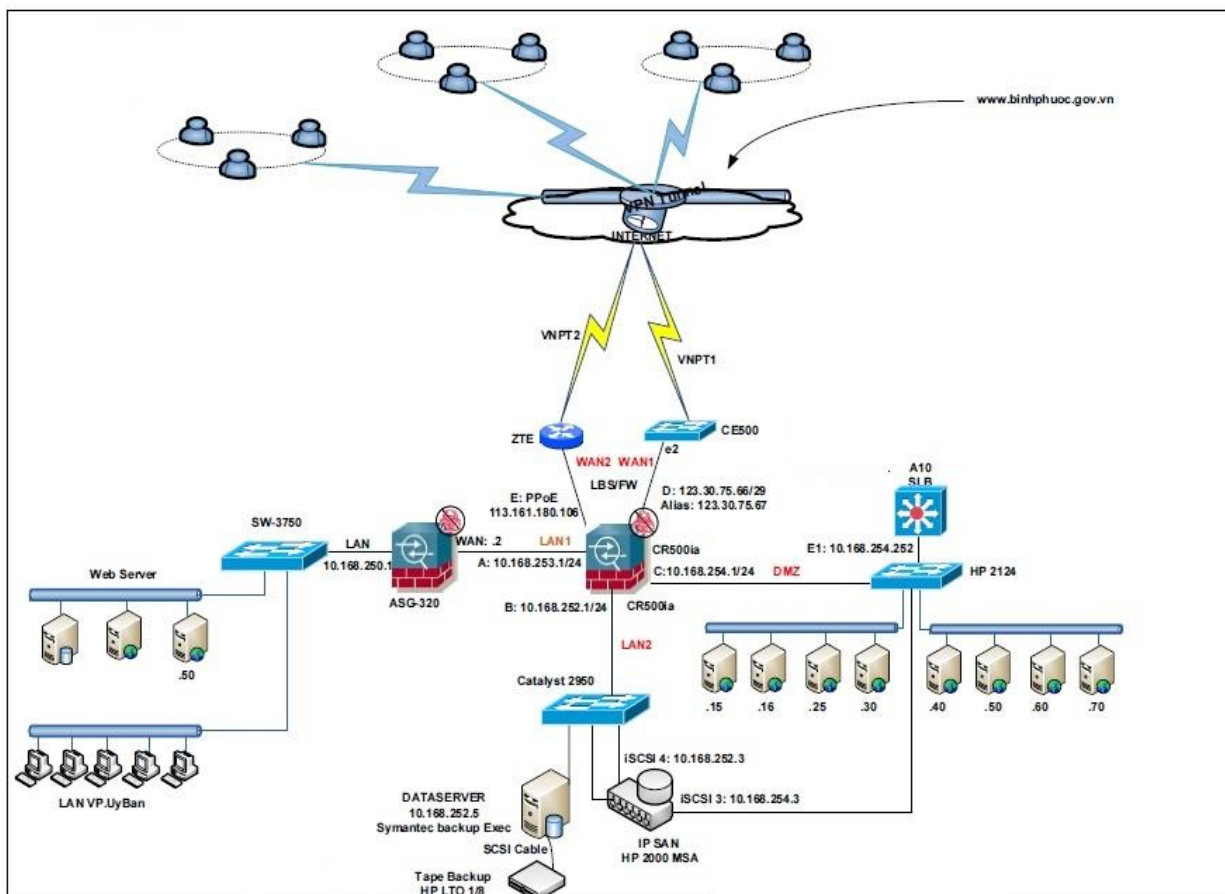 www.binhphuoc.gov.vn
VPN Tunnel
INTERNET
VNPT2
VNPT1
ZTE
CE500
e2
WAN2 WAN1
LBS/FW
E: PPoE
113.161.180.106
D: 123.30.75.66/29
Alias: 123.30.75.67
A10
SLB
SW-3750
LAN
10.168.250.1
WAN: .2
LAN1
A: 10.168.253.1/24
CR500ia
C:10.168.254.1/24
DMZ
E1: 10.168.254.252
HP 2124
Web Server
ASG-320
B: 10.168.252.1/24
CR500ia
.50
LAN2
Catalyst 2950
.15
.16
.25
.30
.40
.50
.60
.70
LAN VP.UyBan
iSCSI 4: 10.168.252.3
DATASERVER
10.168.252.5
Symantec backup Exec
iSCSI 3: 10.168.254.3
SCSI Cable
IP SAN
HP 2000 MSA
Tape Backup
HP LTO 1/8